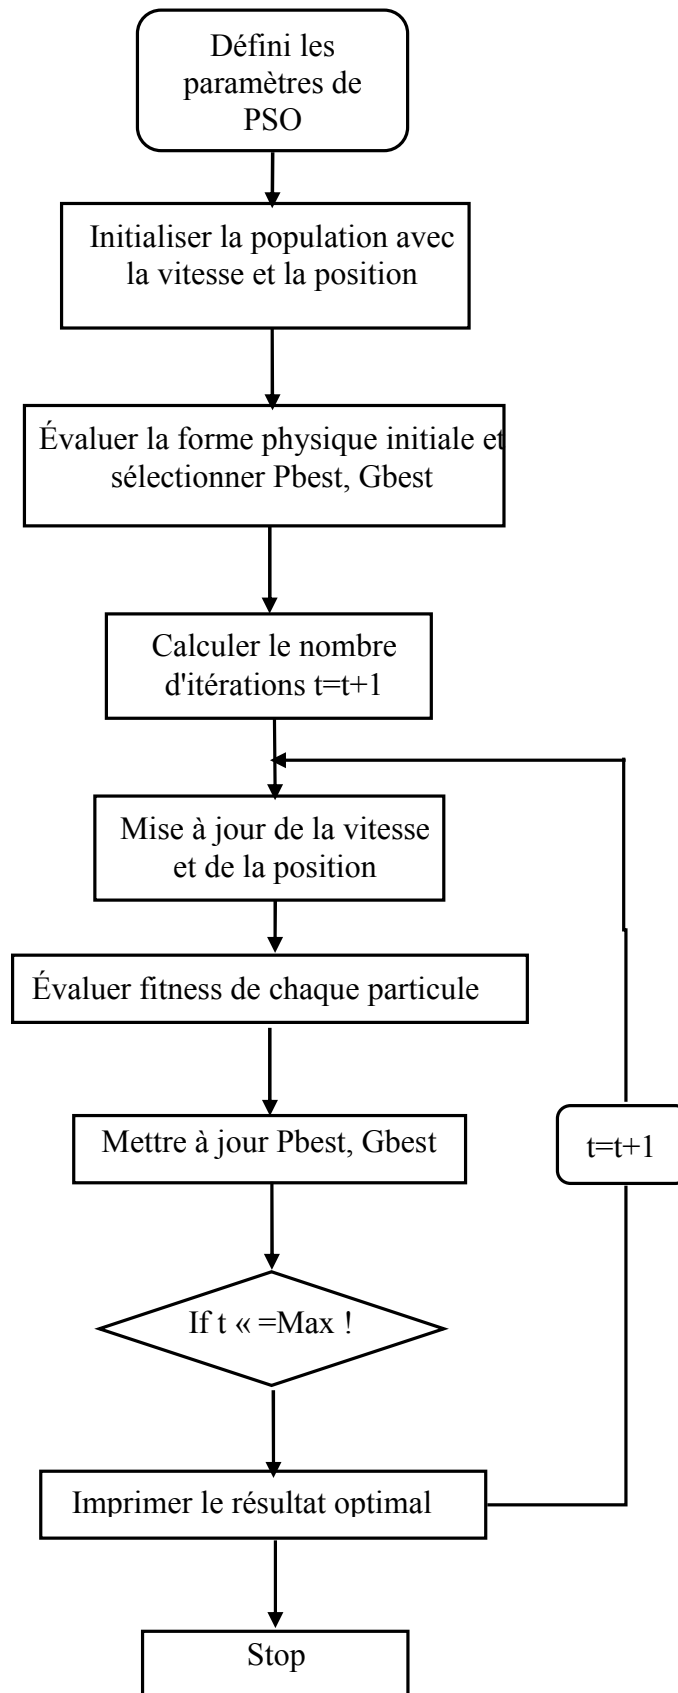 Défini les
paramètres de
PSO
Initialiser la population avec
la vitesse et la position
Évaluer la forme physique initiale et
sélectionner Pbest, Gbest
Calculer le nombre
d'itérations t=t+1
Mise à jour de la vitesse
et de la position
Évaluer fitness de chaque particule
Mettre à jour Pbest, Gbest
t=t+1
If t « =Max !
Imprimer le résultat optimal
Stop